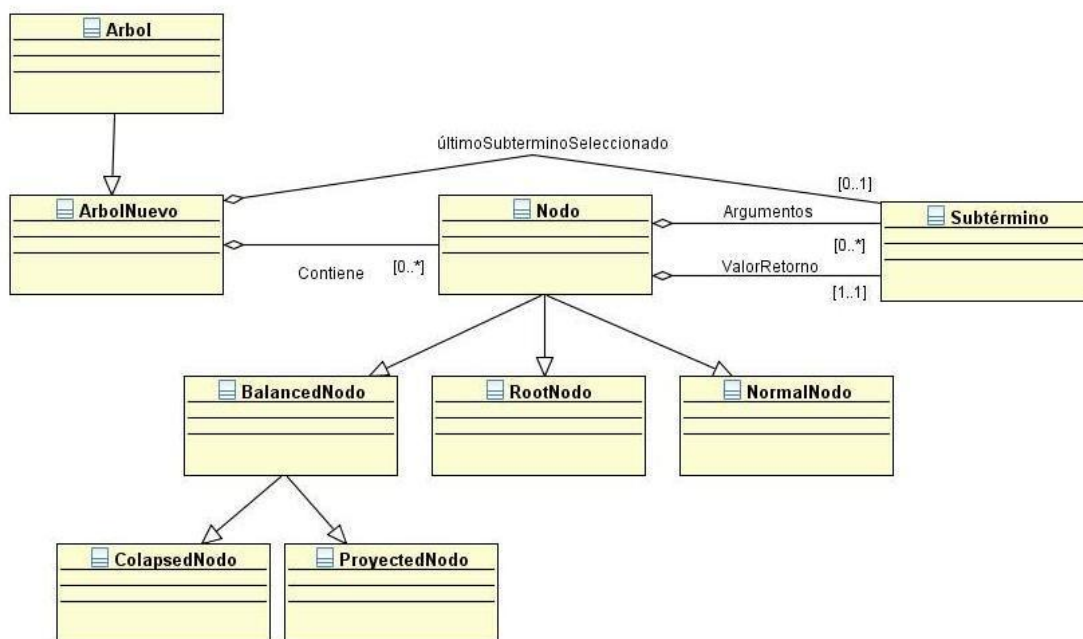 Arbol
últimoSubterminoSeleccionado
[0..1]
ArbolNuevo
Nodo
Argumentos
Subtérmino
[0..*]
Contiene
[0..*]
ValorRetorno
[1..1]
BalancedNodo
RootNodo
NormalNodo
ColapsedNodo
ProyectedNodo